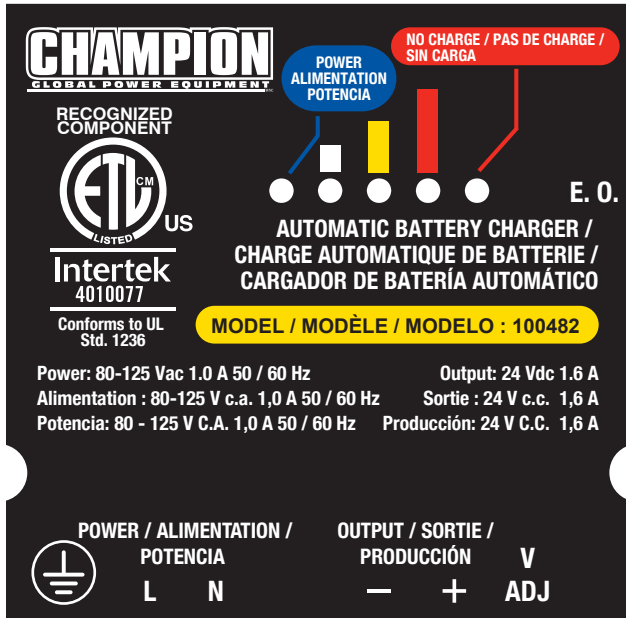 CHAMPION
GLOBAL POWER EQUIPMENT
POWER
ALIMENTATION
POTENCIA
NO CHARGE / PAS DE CHARGE /
SIN CARGA
RECOGNIZED
COMPONENT
ETL CM
US
LISTED
Intertek
4010077
Conforms to UL
Std. 1236
E. O.
AUTOMATIC BATTERY CHARGER /
CHARGE AUTOMATIQUE DE BATTERIE /
CARGADOR DE BATERÍA AUTOMÁTICO
MODEL / MODÈLE / MODELO : 100482
Power: 80-125 Vac 1.0 A 50 / 60 Hz Output: 24 Vdc 1.6 A
Alimentation : 80-125 V c.a. 1,0 A 50 / 60 Hz Sortie : 24 V c.c. 1,6 A
Potencia: 80 - 125 V C.A. 1,0 A 50 / 60 Hz Producción: 24 V C.C. 1,6 A
POWER / ALIMENTATION /
POTENCIA
L N
OUTPUT / SORTIE /
PRODUCCIÓN
− +
V
ADJ